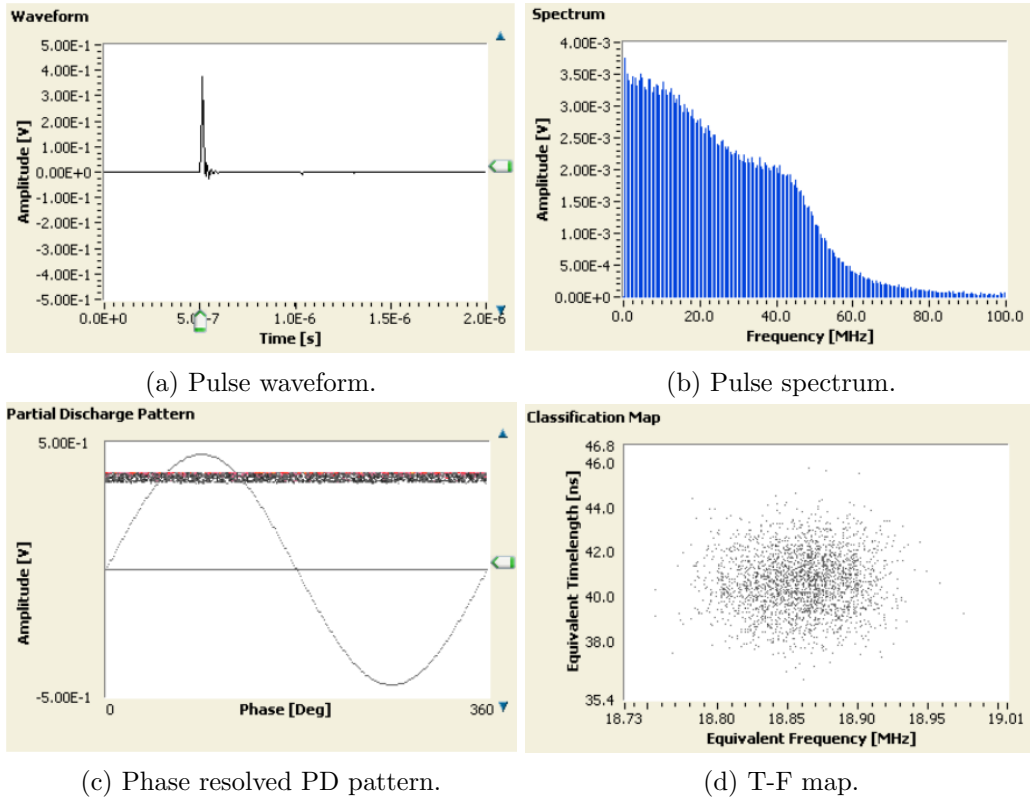 Waveform
5.00E-1
4.00E-1
3.00E-1
2.00E-1
1.00E-1
0.00E+0
-1.00E-1
-2.00E-1
-3.00E-1
-4.00E-1
-5.00E-1
Amplitude [V]
0.0E+0 5.0E-7 1.0E-6 1.5E-6 2.0E-6
Time [s]
(a) Pulse waveform.
Spectrum
4.00E-3
3.50E-3
3.00E-3
2.50E-3
2.00E-3
1.50E-3
1.00E-3
5.00E-4
0.00E+0
Amplitude [V]
0.0 20.0 40.0 60.0 80.0 100.0
Frequency [MHz]
(b) Pulse spectrum.
Partial Discharge Pattern
5.00E-1
-5.00E-1
Amplitude [V]
0 Phase [Deg] 360
(c) Phase resolved PD pattern.
Classification Map
46.8
46.0
44.0
42.0
40.0
38.0
35.4
Equivalent Timelength [ns]
18.73 18.80 18.85 18.90 18.95 19.01
Equivalent Frequency [MHz]
(d) T-F map.